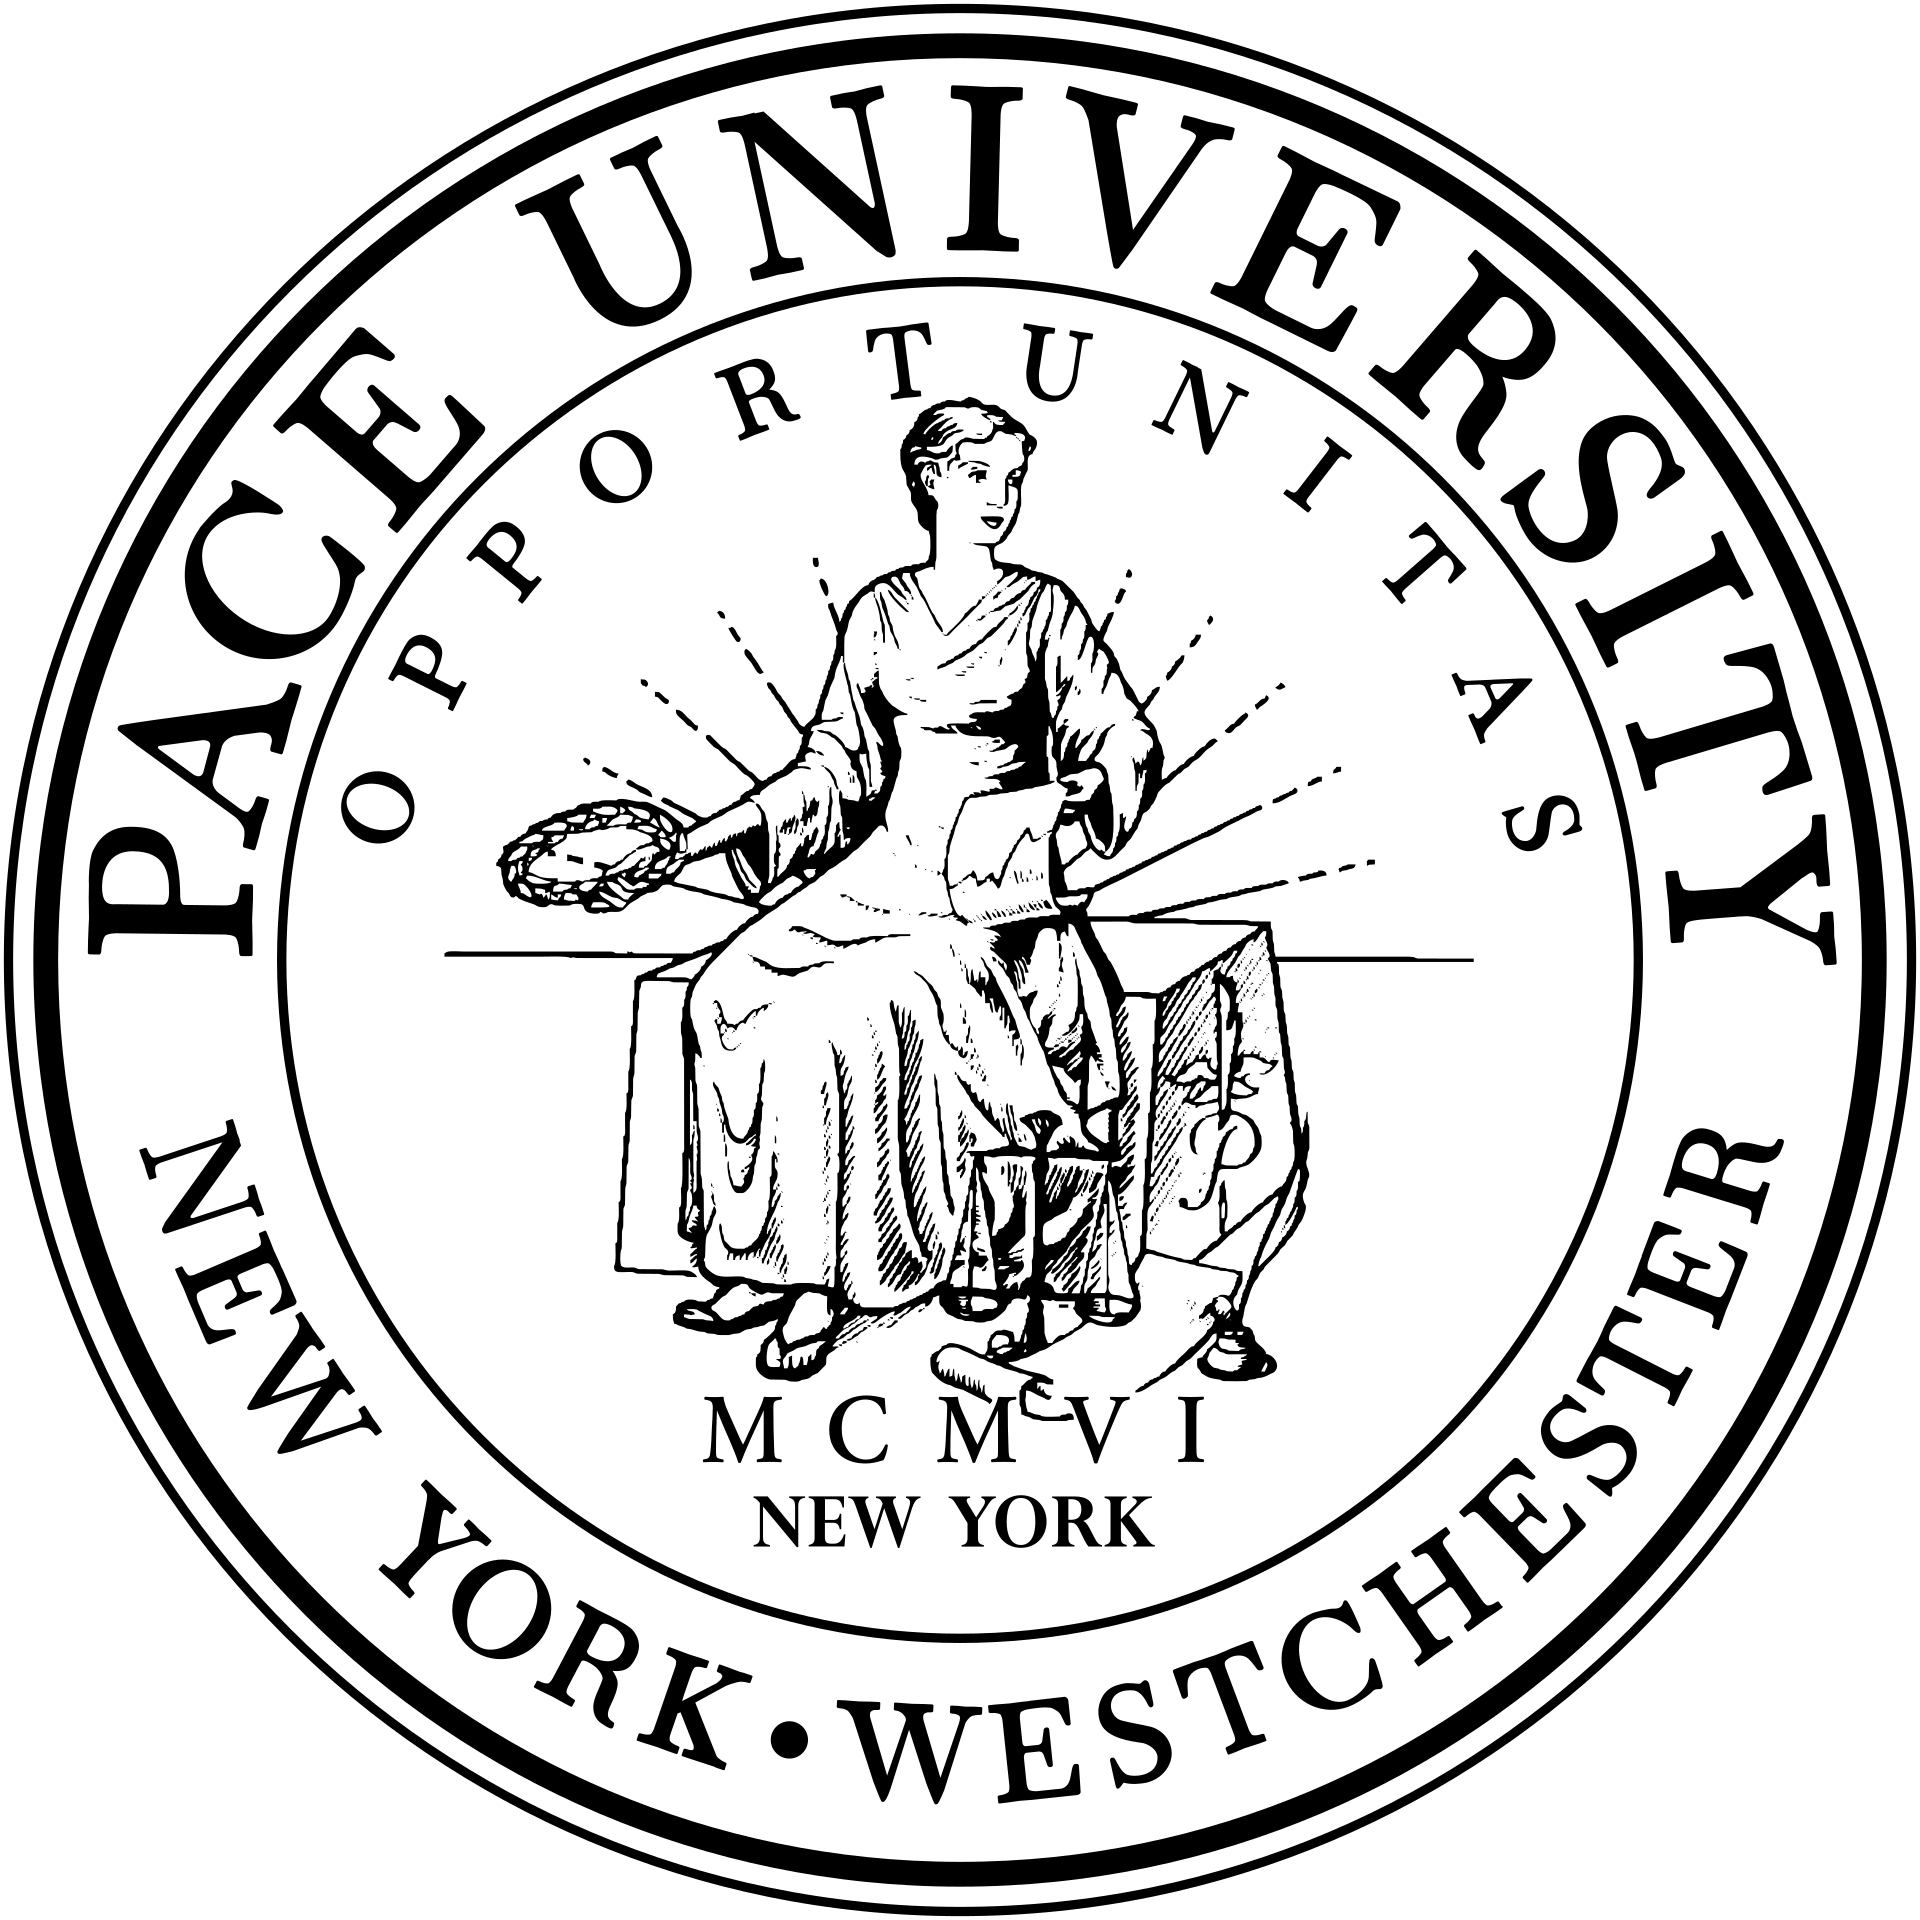 PACE UNIVERSITY
OPPORTUNITAS
MCMVI
NEW YORK
NEW YORK • WESTCHESTER